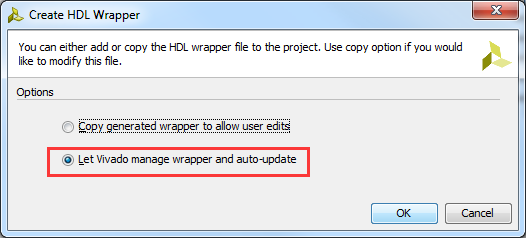 Create HDL Wrapper
You can either add or copy the HDL wrapper file to the project. Use copy option if you would
like to modify this file.
Options
Copy generated wrapper to allow user edits
Let Vivado manage wrapper and auto-update
OK
Cancel